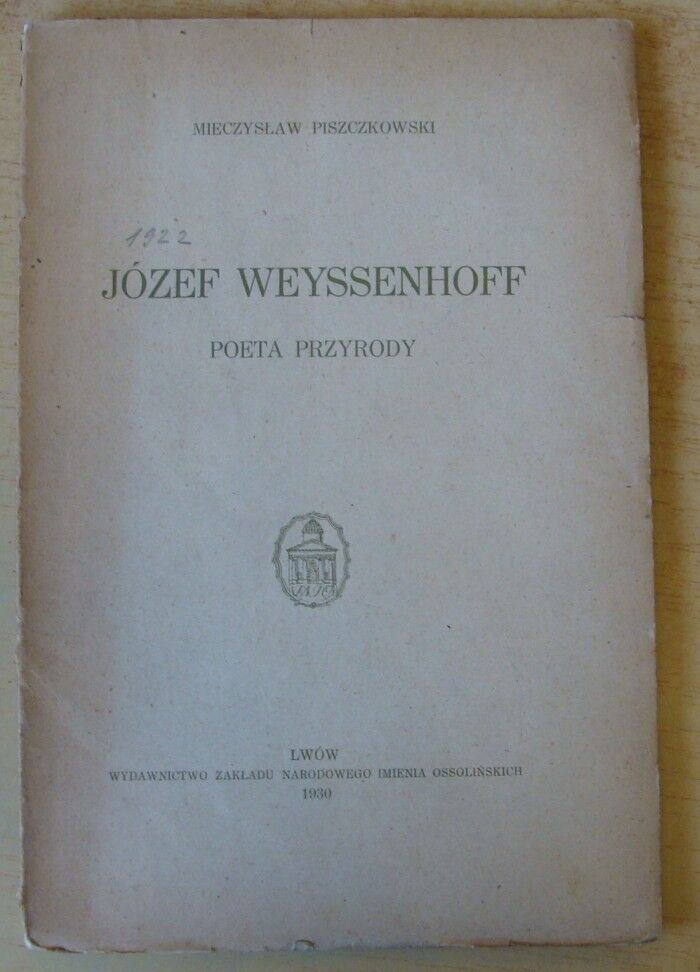 MIECZYSŁAW PISZCZKOWSKI
1922
JÓZEF WEYSSENHOFF
POETA PRZYRODY
LWÓW
WYDAWNICTWO ZAKŁADU NARODOWEGO IMIENIA OSSOLIŃSKICH
1930